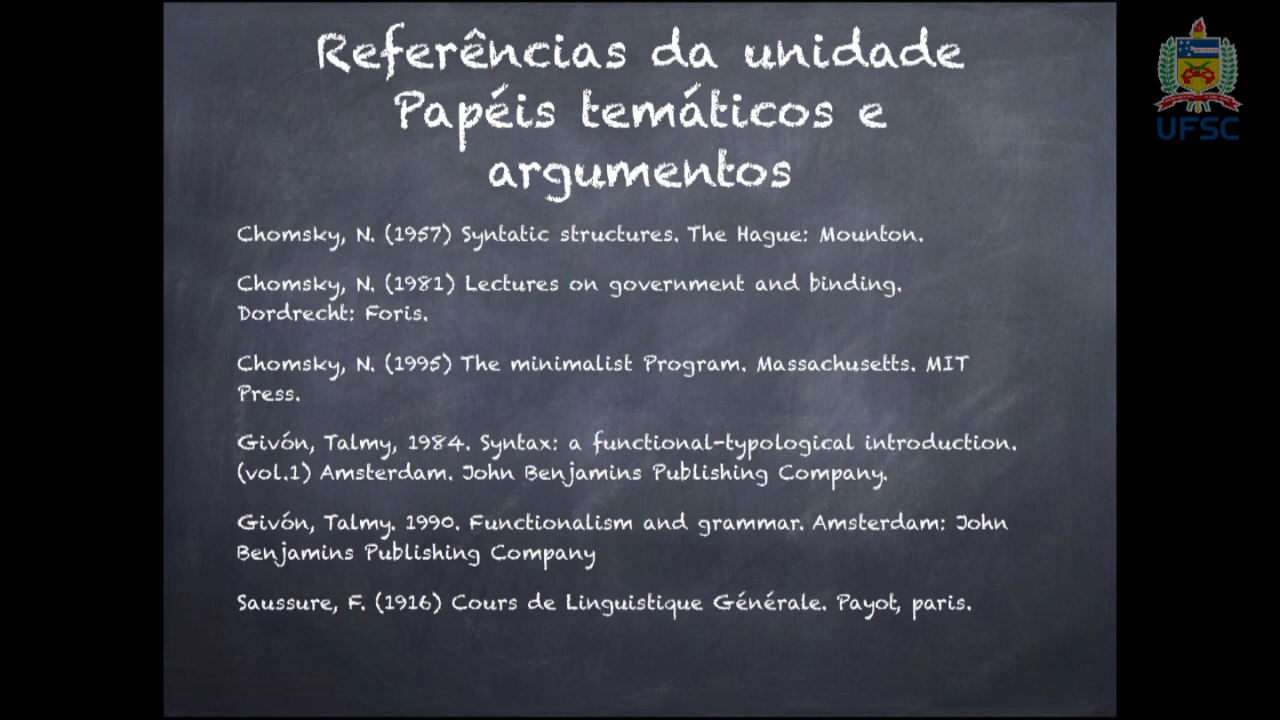 Referências da unidade
Papéis temáticos e
argumentos
Chomsky, N. (1957) Syntatic structures. The Hague: Mounton.
Chomsky, N. (1981) Lectures on government and binding.
Dordrecht: Foris.
Chomsky, N. (1995) The minimalist Program. Massachusetts. MIT
Press.
Givón, Talmy, 1984. Syntax: a functional-typological introduction.
(vol.1) Amsterdam. John Benjamins Publishing Company.
Givón, Talmy. 1990. Functionalism and grammar. Amsterdam: John
Benjamins Publishing Company
Saussure, F. (1916) Cours de Linguistique Générale. Payot, paris.
UFSC